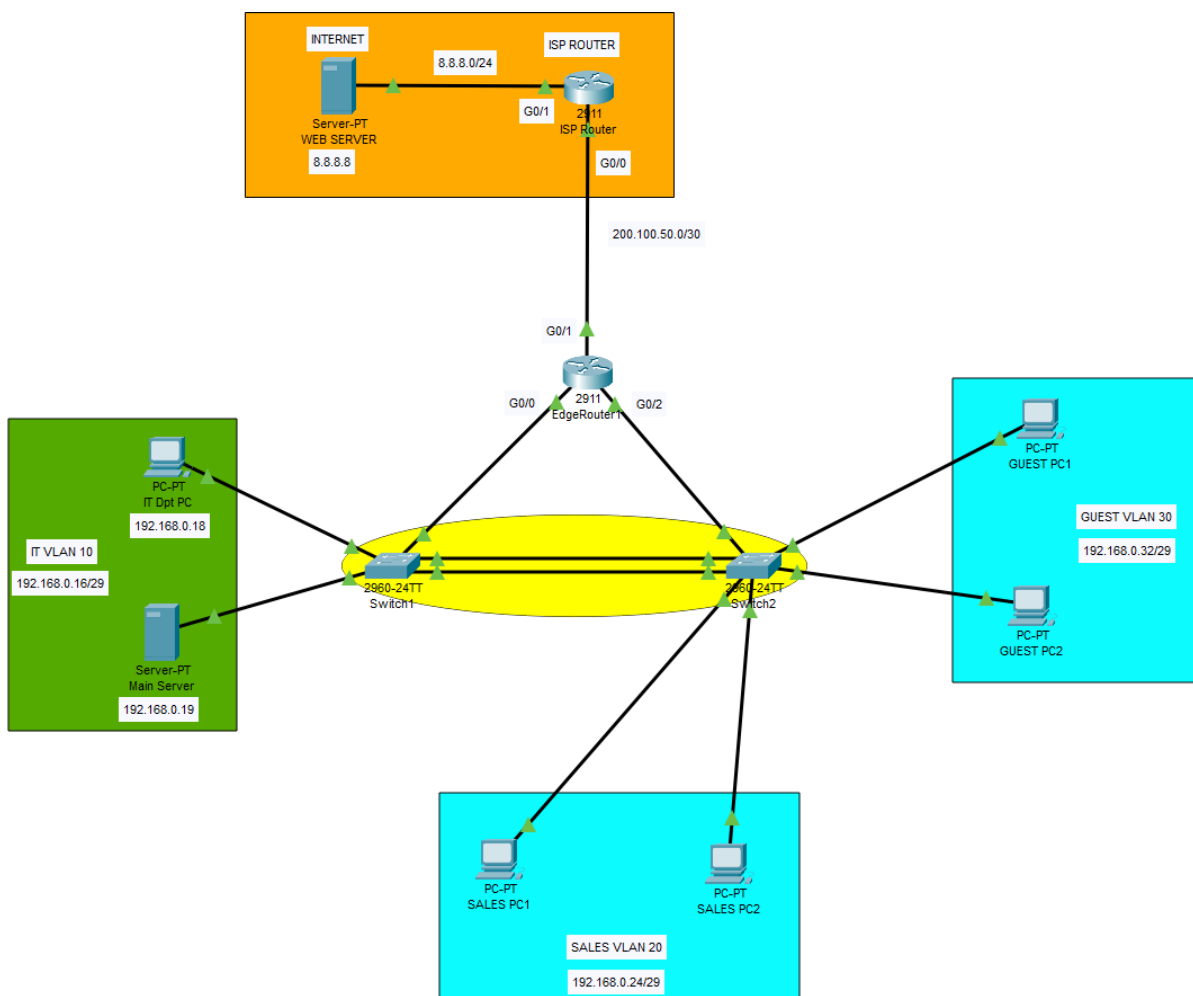 INTERNET
ISP ROUTER
8.8.8.0/24
G0/1
2911
ISP Router
Server-PT
WEB SERVER
8.8.8.8
G0/0
200.100.50.0/30
G0/1
2911
EdgeRouter1
G0/0
G0/2
PC-PT
IT Dpt PC
192.168.0.18
IT VLAN 10
192.168.0.16/29
Server-PT
Main Server
192.168.0.19
2960-24TT
Switch1
2960-24TT
Switch2
PC-PT
GUEST PC1
GUEST VLAN 30
192.168.0.32/29
PC-PT
GUEST PC2
PC-PT
SALES PC1
PC-PT
SALES PC2
SALES VLAN 20
192.168.0.24/29